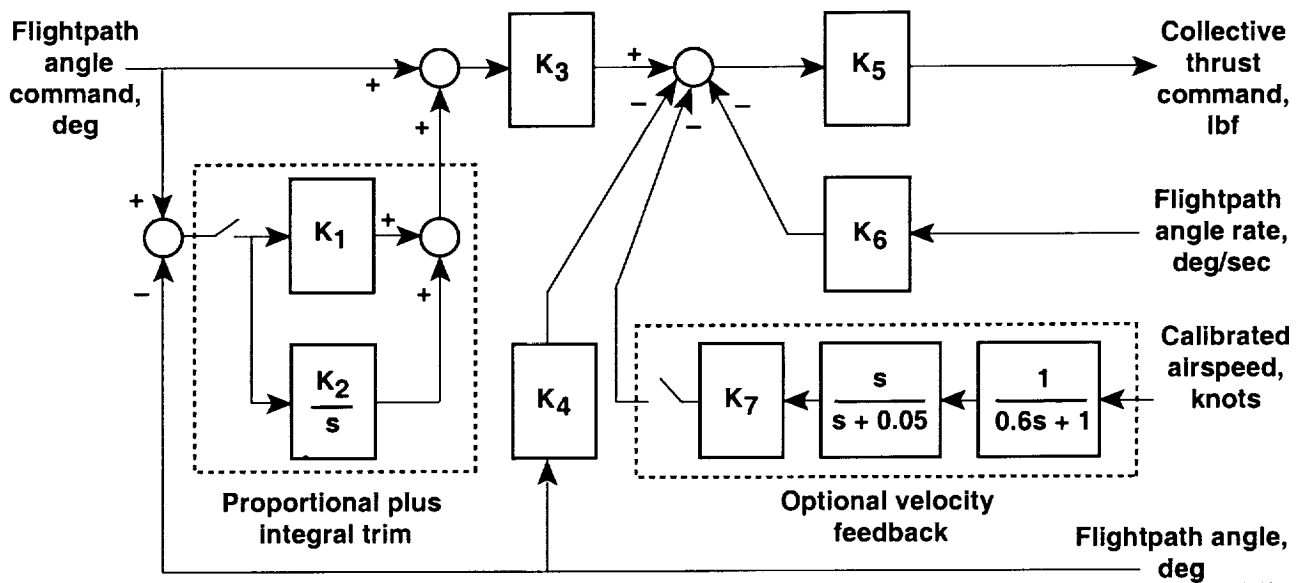 Flightpath
angle
command,
deg
+
+
K3
+
−
−
−
K5
Collective
thrust
command,
lbf
+
−
K1
+
+
K2
s
Proportional plus
integral trim
K4
K6
Flightpath
angle rate,
deg/sec
K7
s
s + 0.05
1
0.6s + 1
Calibrated
airspeed,
knots
Optional velocity
feedback
Flightpath angle,
deg